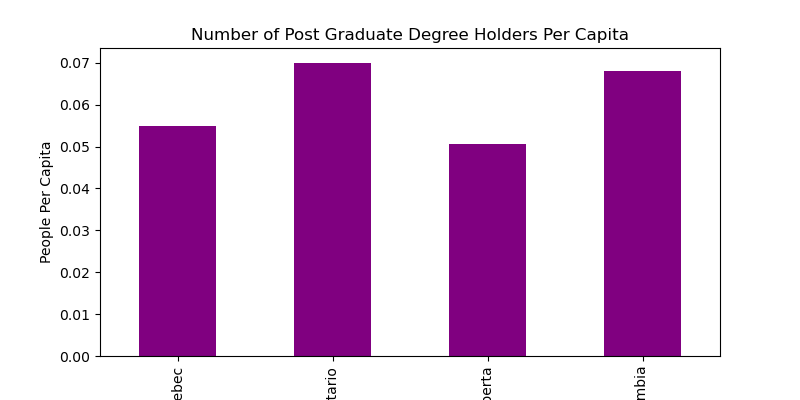 Number of Post Graduate Degree Holders Per Capita
People Per Capita
0.07
0.06
0.05
0.04
0.03
0.02
0.01
0.00
ebec
tario
berta
mbia